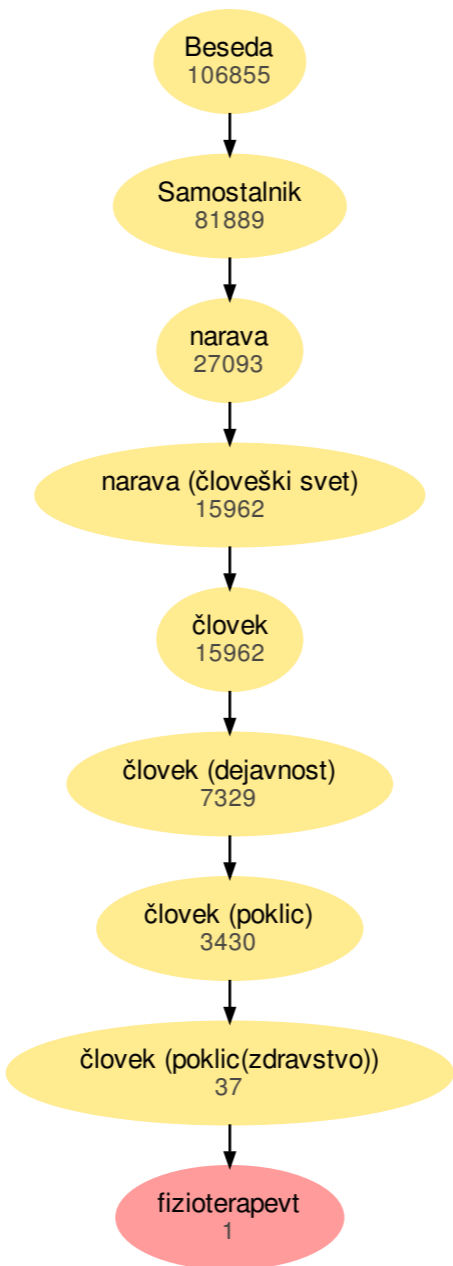 Beseda
106855
Samostalnik
81889
narava
27093
narava (človeški svet)
15962
človek
15962
človek (dejavnost)
7329
človek (poklic)
3430
človek (poklic(zdravstvo))
37
fizioterapevt
1